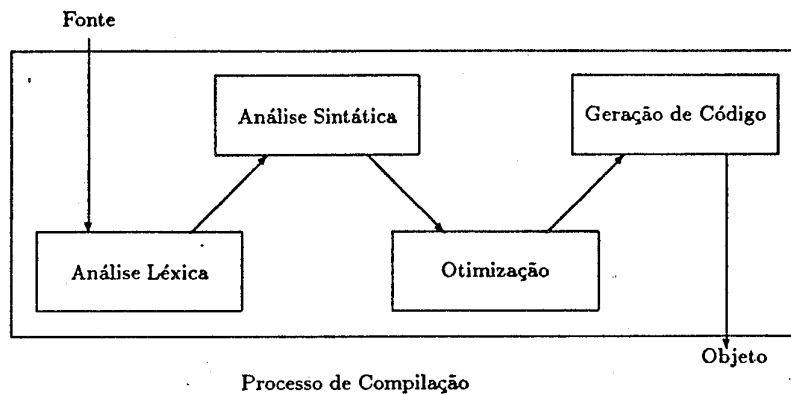 Fonte
Análise Sintática
Geração de Código
Análise Léxica
Otimização
Objeto
Processo de Compilação